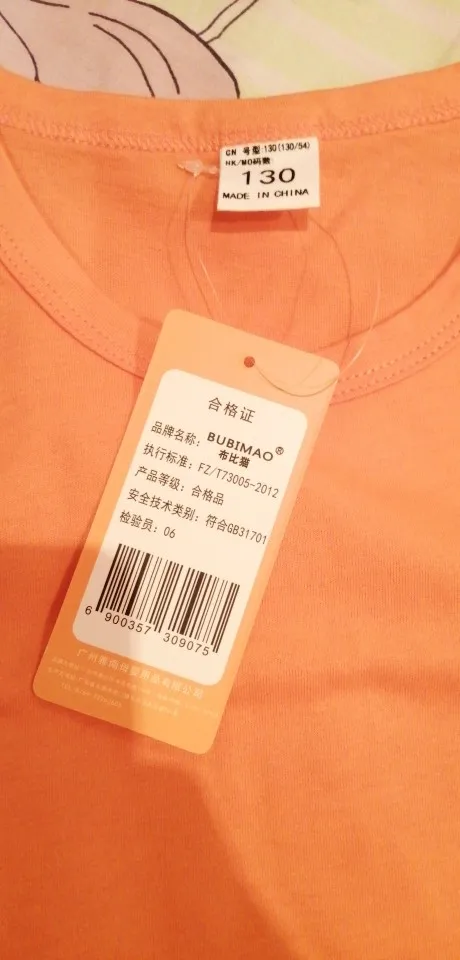 CN 号型:130(130/54)
HK/MO码数:
130
MADE IN CHINA
合格证
品牌名称: BUBIMAO®
布比猫
执行标准: FZ/T73005-2012
产品等级: 合格品
安全技术类别: 符合GB31701
检验员: 06
6 900357 309075